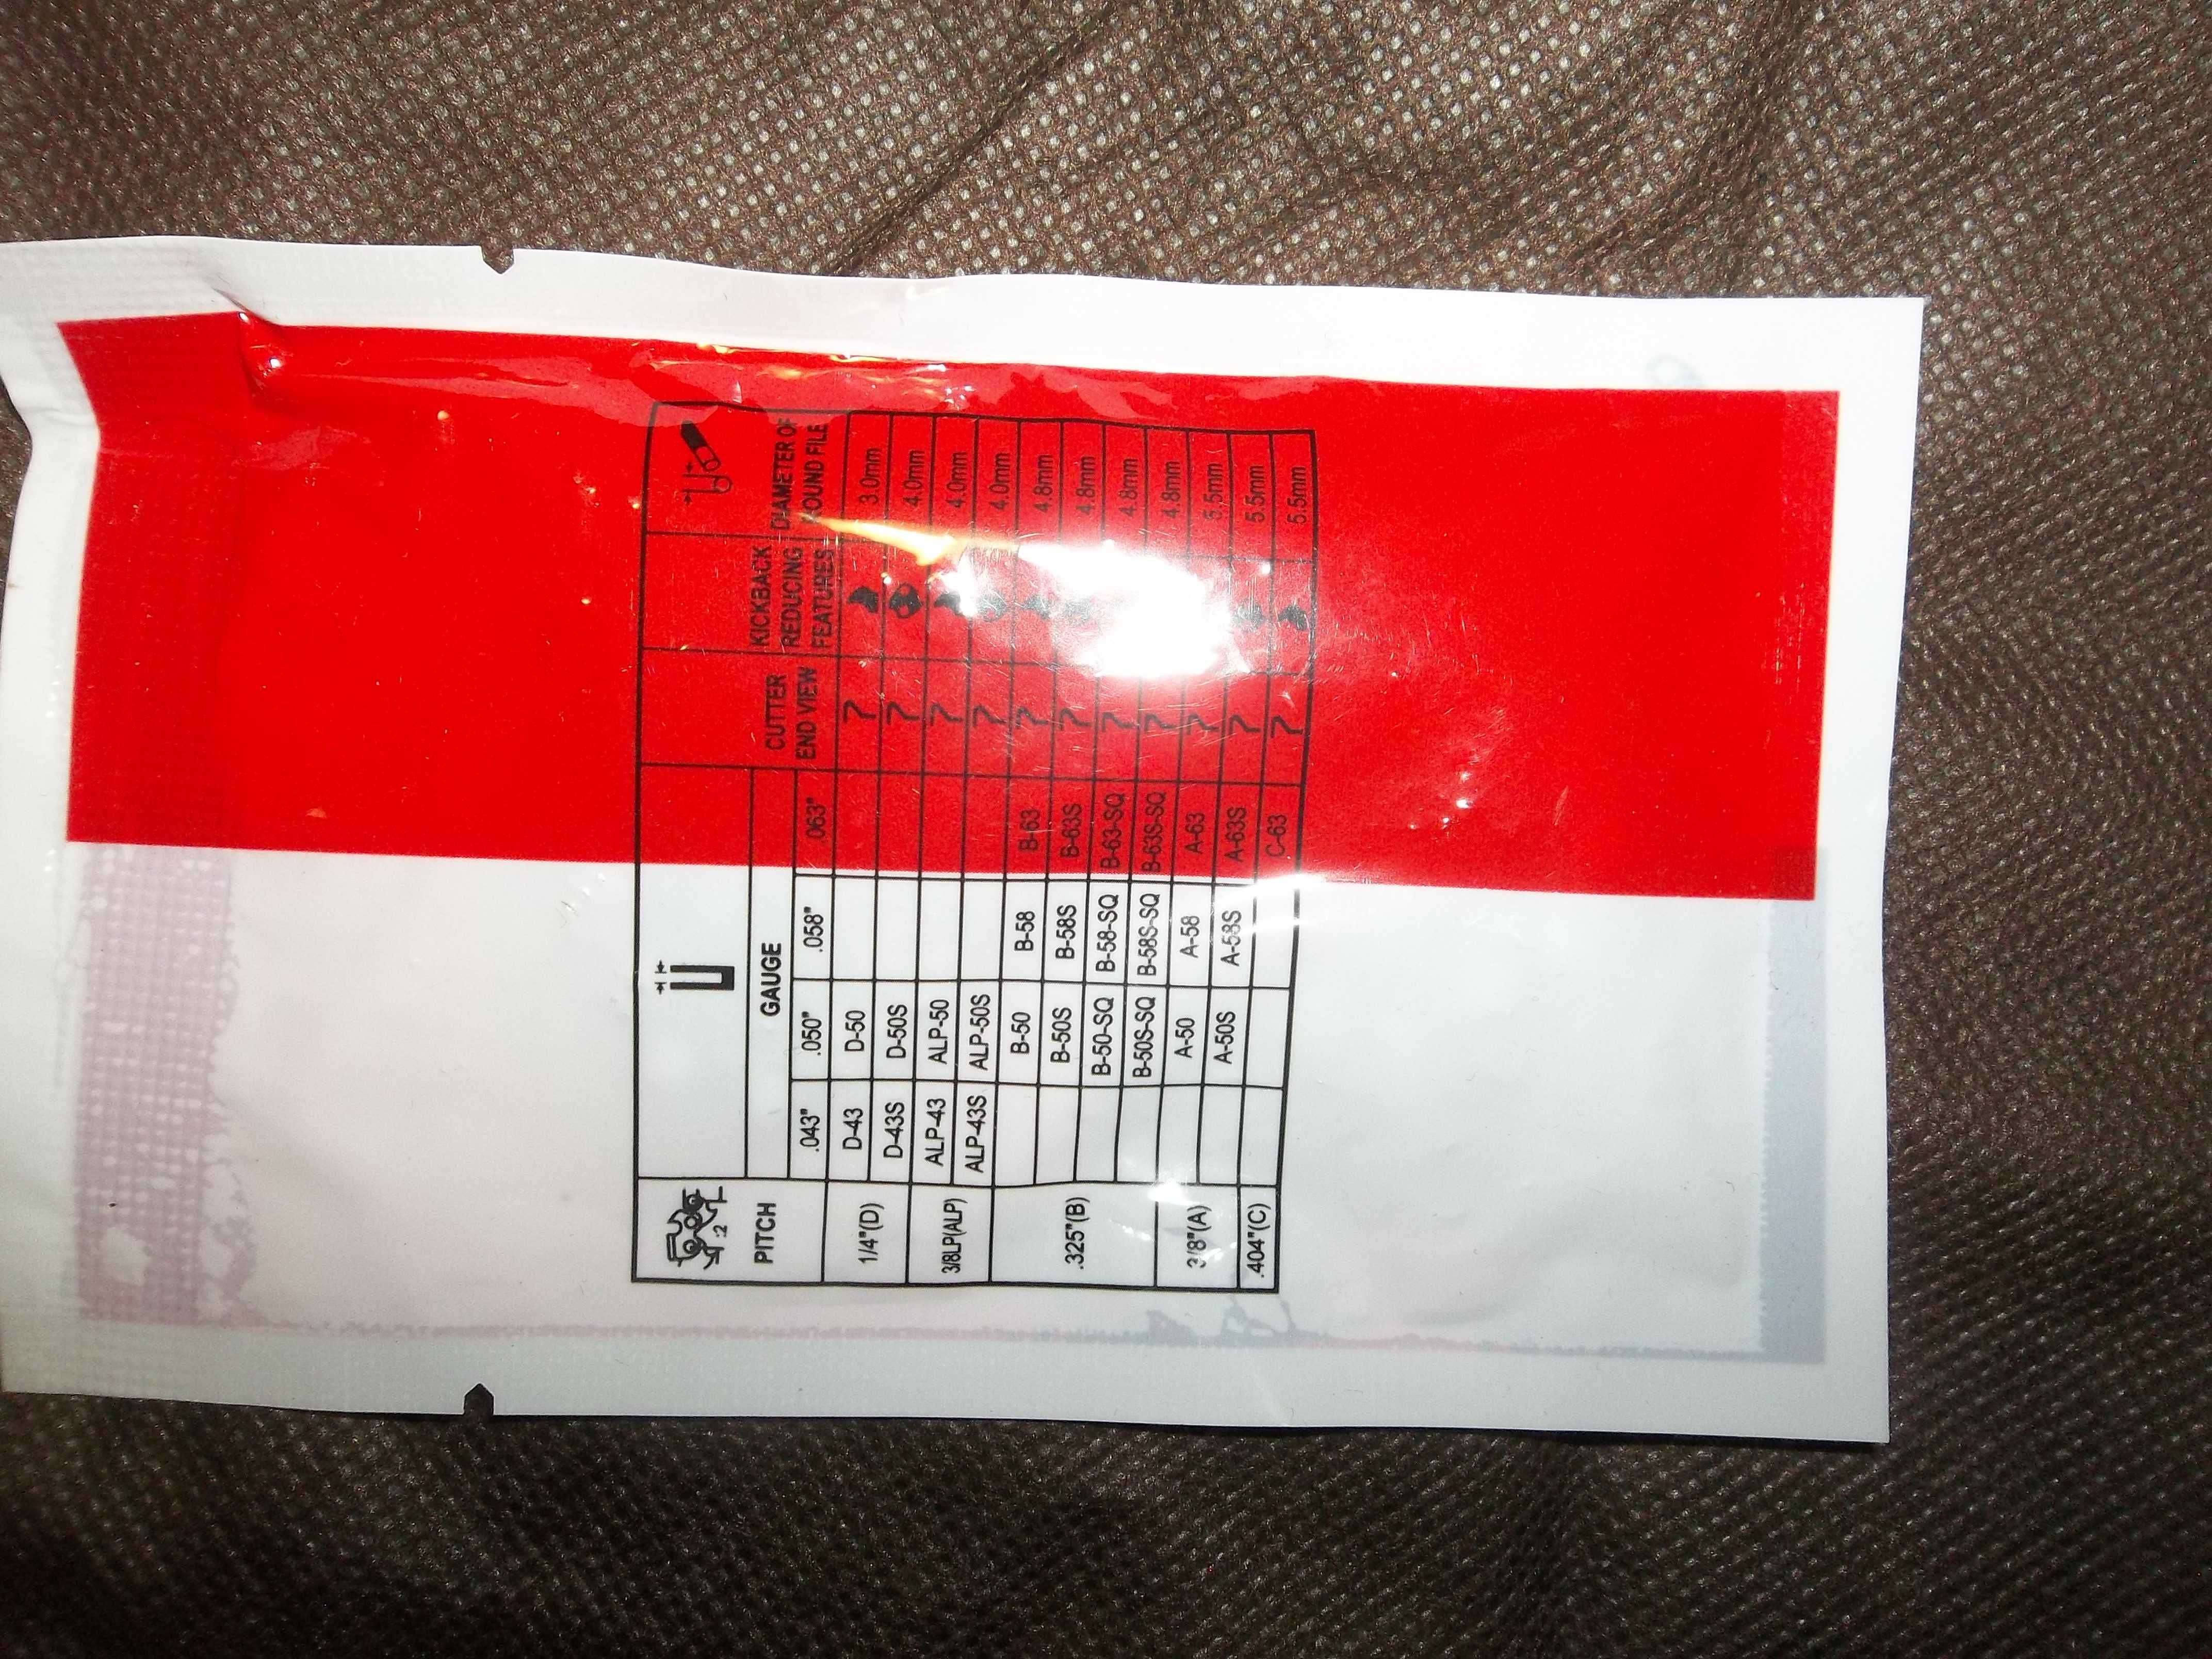 GAUGE
PITCH .043" .050" .058" .063" CUTTER END VIEW KICKBACK REDUCING FEATURES DIAMETER OF ROUND FILE
1/4"(D) D-43 D-50 3.0mm
D-43S D-50S 4.0mm
3/8LP(ALP) ALP-43 ALP-50 4.0mm
ALP-43S ALP-50S 4.0mm
.325"(B) B-50 B-58 B-63 4.8mm
B-50S B-58S B-63S 4.8mm
B-50-SQ B-58-SQ B-63-SQ 4.8mm
B-50S-SQ B-58S-SQ B-63S-SQ 4.8mm
3/8"(A) A-50 A-58 A-63 5.5mm
A-50S A-58S A-63S 5.5mm
.404"(C) C-63 5.5mm